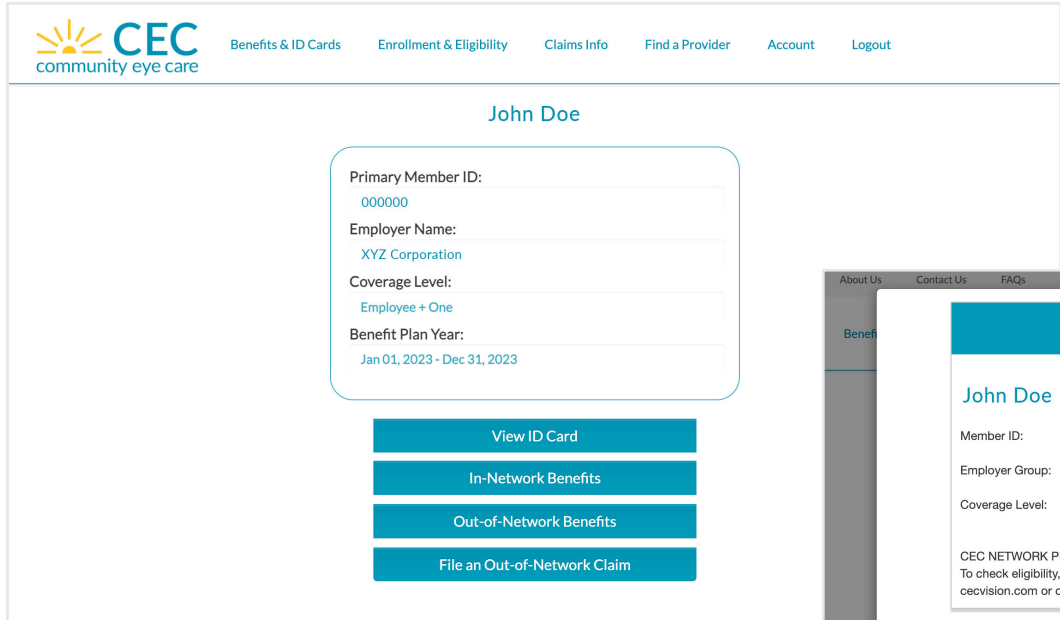 CEC
community eye care
Benefits & ID Cards Enrollment & Eligibility Claims Info Find a Provider Account Logout
John Doe
Primary Member ID:
000000
Employer Name:
XYZ Corporation
Coverage Level:
Employee + One
Benefit Plan Year:
Jan 01, 2023 - Dec 31, 2023
View ID Card
In-Network Benefits
Out-of-Network Benefits
File an Out-of-Network Claim
About Us Contact Us FAQs
Benefi
John Doe
Member ID:
Employer Group:
Coverage Level:
CEC NETWORK P
To check eligibility,
cecvision.com or c